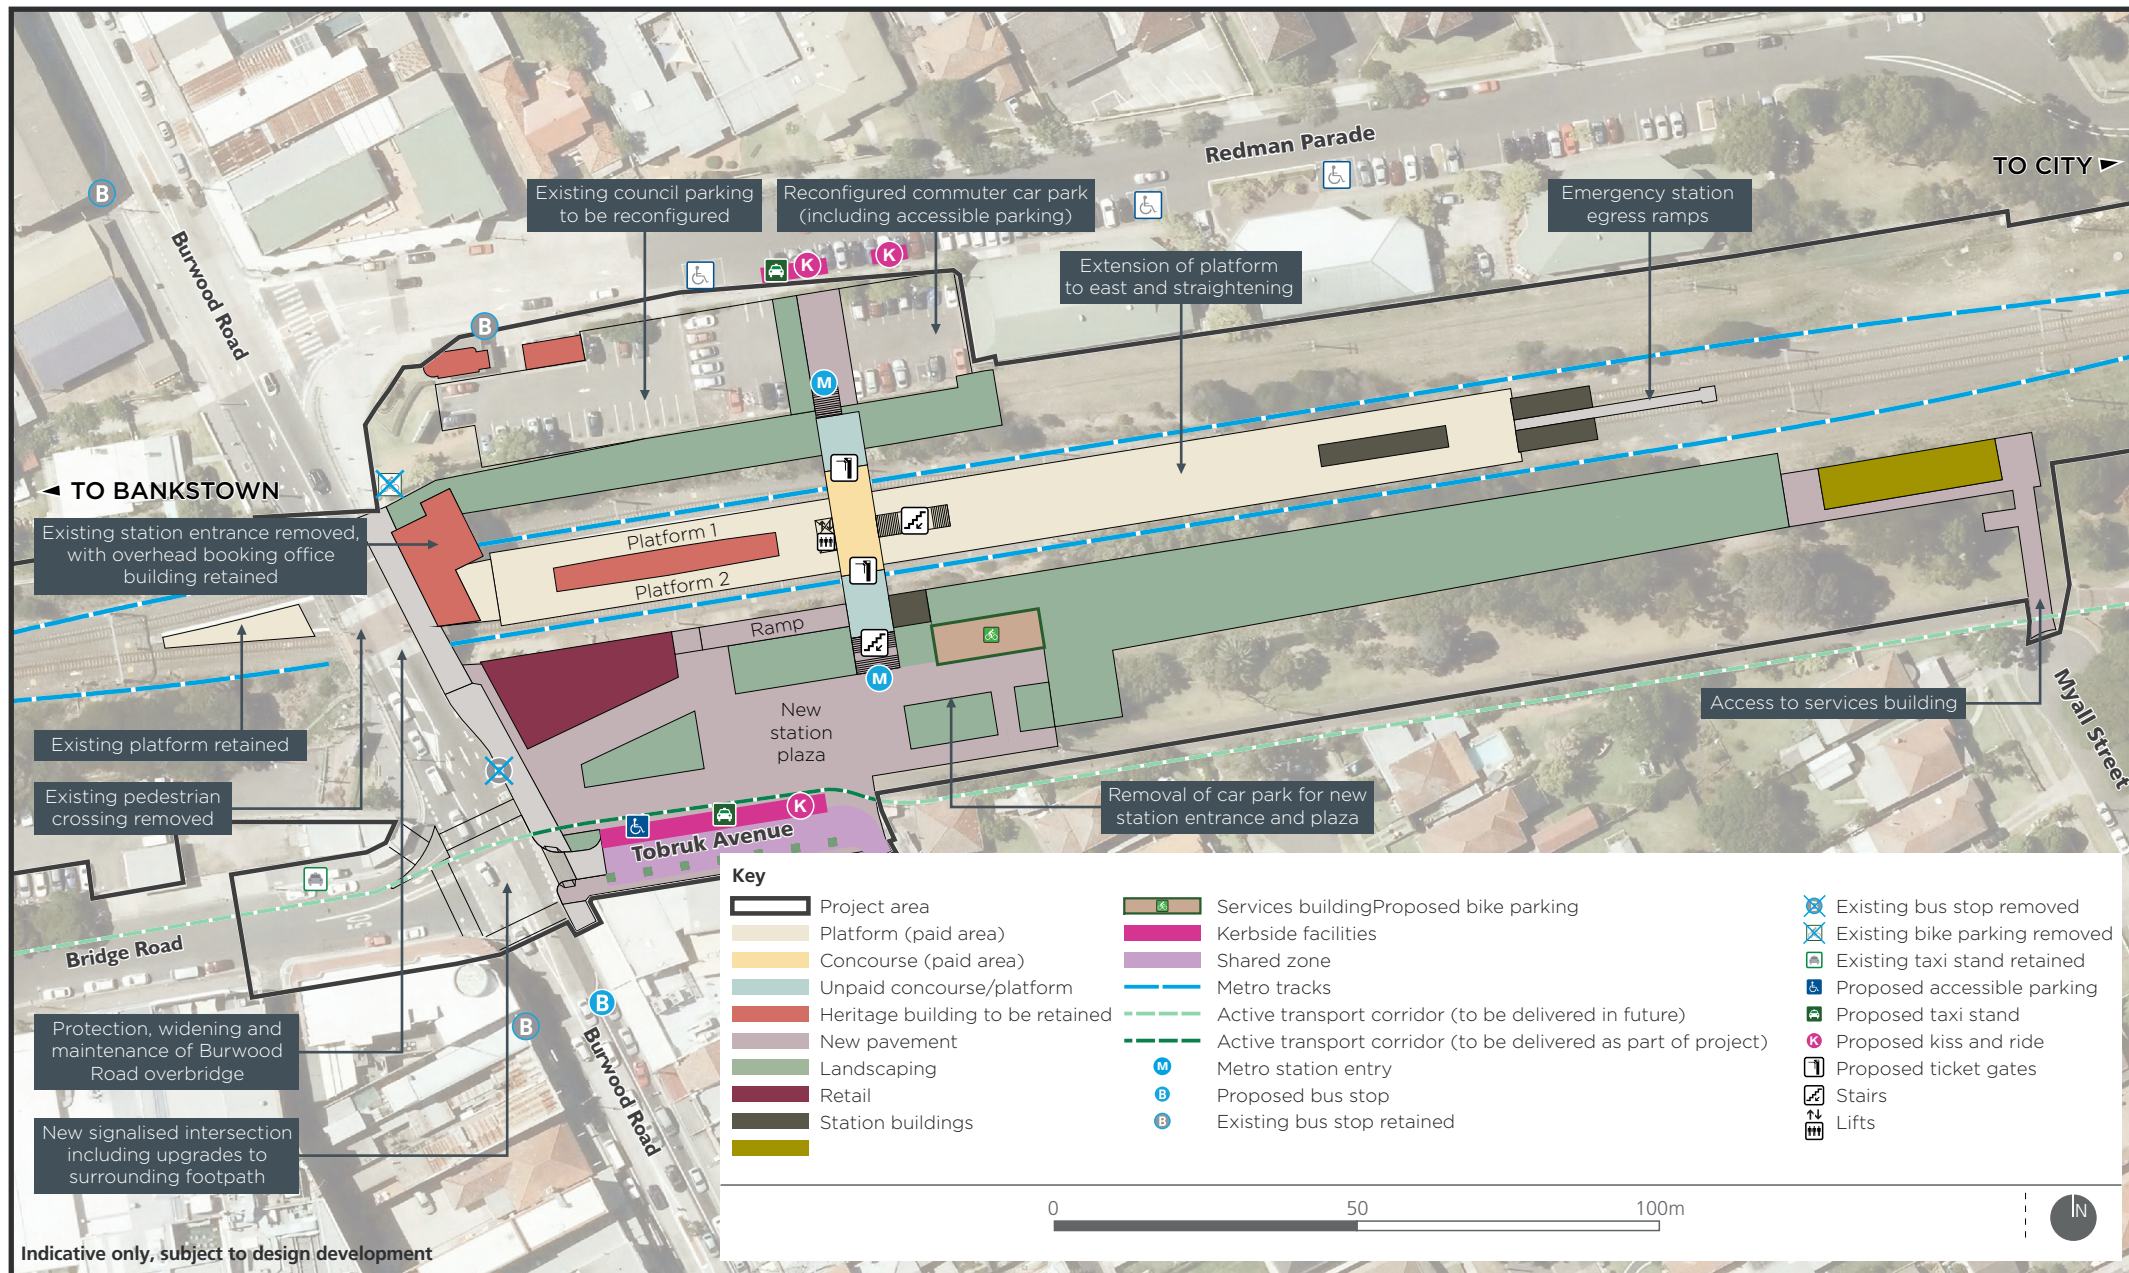 Redman Parade
TO CITY
B
Existing council parking
to be reconfigured
Reconfigured commuter car park
(including accessible parking)
Emergency station
egress ramps
Burwood Road
K
K
Extension of platform
to east and straightening
B
M
TO BANKSTOWN
Existing station entrance removed,
with overhead booking office
building retained
Platform 1
Platform 2
Ramp
M
New
station
plaza
Access to services building
Myall Street
Existing platform retained
Existing pedestrian
crossing removed
Removal of car park for new
station entrance and plaza
K
Tobruk Avenue
Bridge Road
B
B
Burwood Road
Protection, widening and
maintenance of Burwood
Road overbridge
New signalised intersection
including upgrades to
surrounding footpath
Indicative only, subject to design development
Key
Project area
Platform (paid area)
Concourse (paid area)
Unpaid concourse/platform
Heritage building to be retained
New pavement
Landscaping
Retail
Station buildings
Services buildingProposed bike parking
Kerbside facilities
Shared zone
Metro tracks
Active transport corridor (to be delivered in future)
Active transport corridor (to be delivered as part of project)
M Metro station entry
B Proposed bus stop
B Existing bus stop retained
Existing bus stop removed
Existing bike parking removed
Existing taxi stand retained
Proposed accessible parking
Proposed taxi stand
K Proposed kiss and ride
Proposed ticket gates
Stairs
Lifts
0 50 100m
N